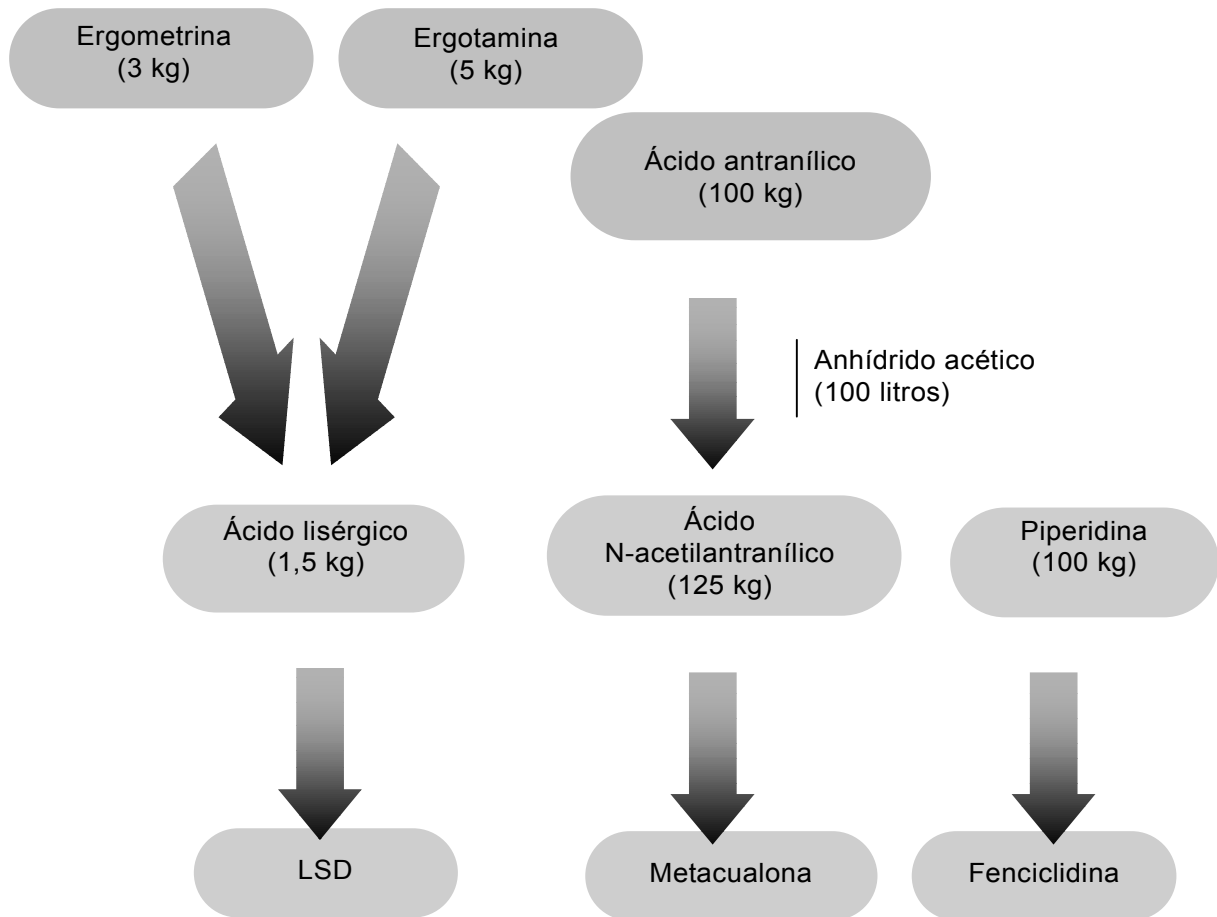 Ergometrina
(3 kg)
Ergotamina
(5 kg)
Ácido antranílico
(100 kg)
Anhídrido acético
(100 litros)
Ácido lisérgico
(1,5 kg)
Ácido
N-acetilantranílico
(125 kg)
Piperidina
(100 kg)
LSD
Metacualona
Fenciclidina